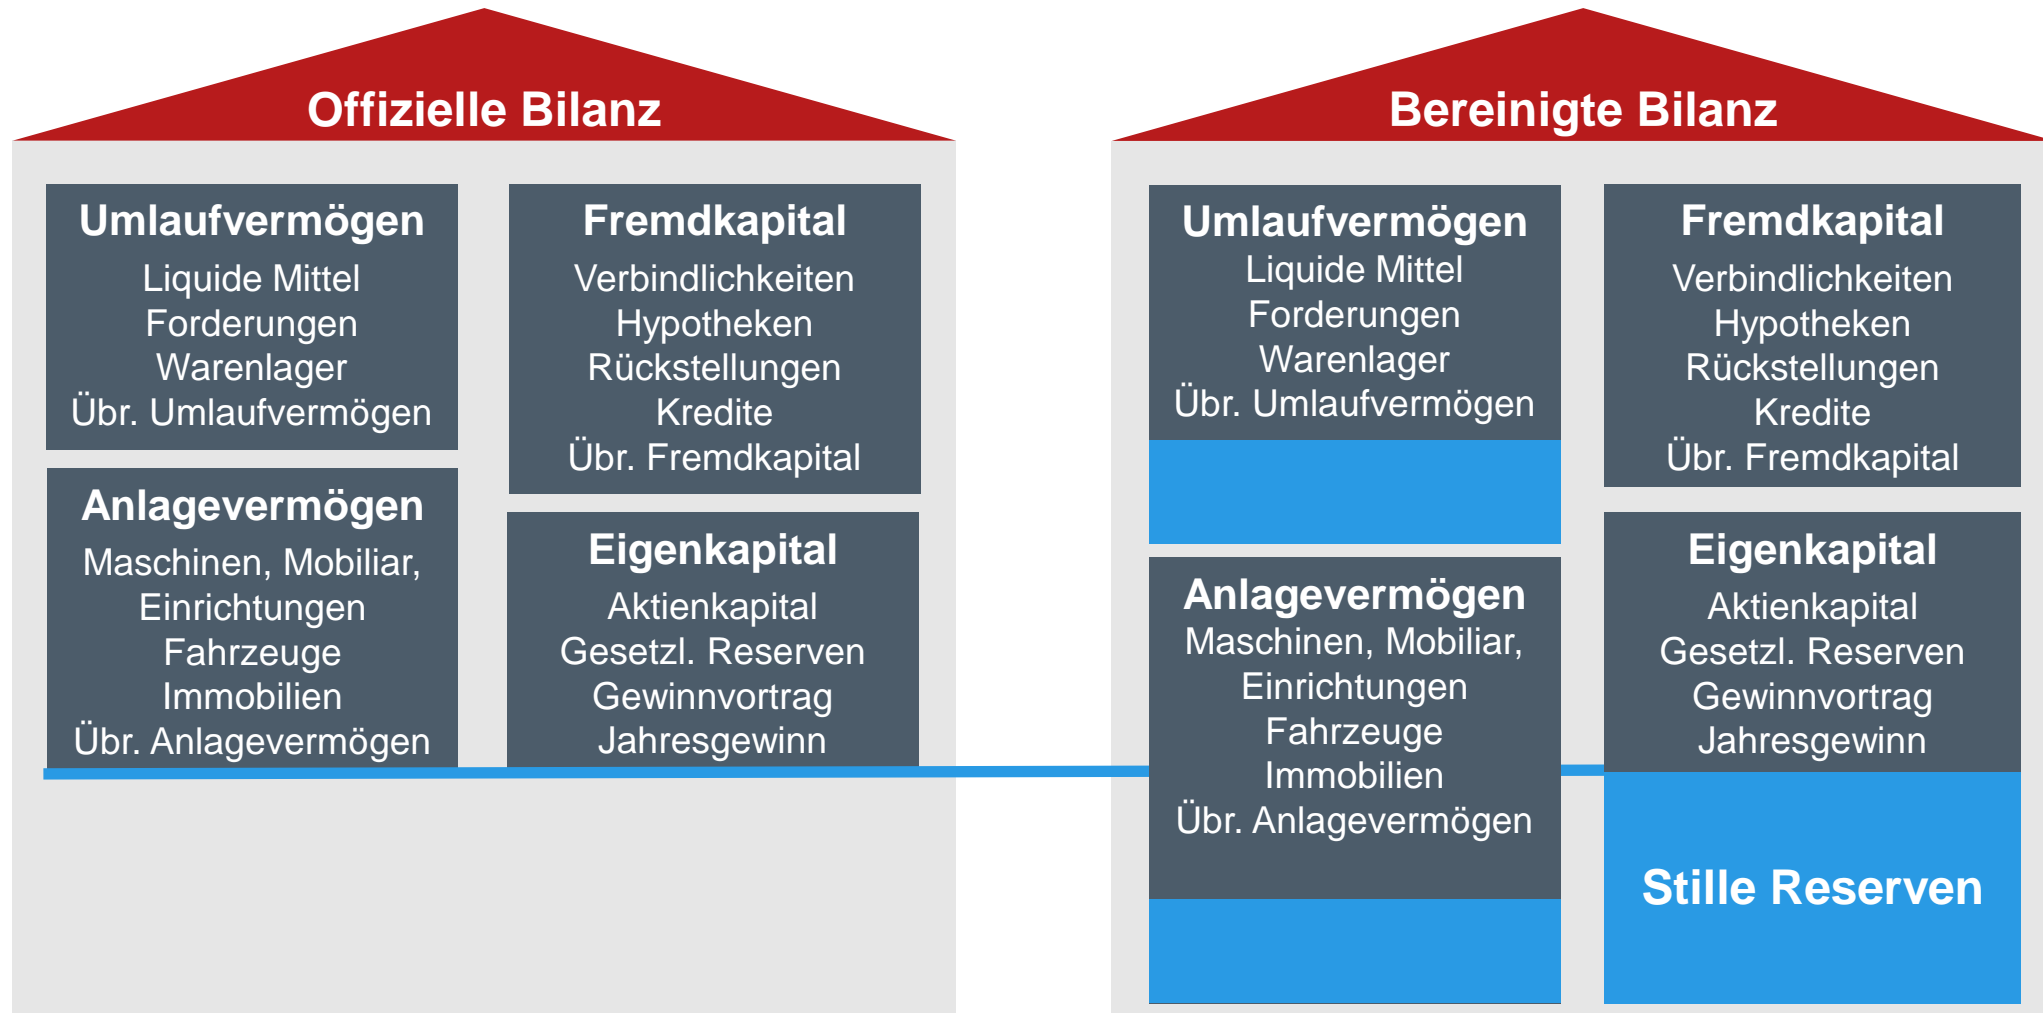 Offizielle Bilanz
Umlaufvermögen
Liquide Mittel
Forderungen
Warenlager
Übr. Umlaufvermögen
Anlagevermögen
Maschinen, Mobiliar,
Einrichtungen
Fahrzeuge
Immobilien
Übr. Anlagevermögen
Fremdkapital
Verbindlichkeiten
Hypotheken
Rückstellungen
Kredite
Übr. Fremdkapital
Eigenkapital
Aktienkapital
Gesetzl. Reserven
Gewinnvortrag
Jahresgewinn
Bereinigte Bilanz
Umlaufvermögen
Liquide Mittel
Forderungen
Warenlager
Übr. Umlaufvermögen
Anlagevermögen
Maschinen, Mobiliar,
Einrichtungen
Fahrzeuge
Immobilien
Übr. Anlagevermögen
Fremdkapital
Verbindlichkeiten
Hypotheken
Rückstellungen
Kredite
Übr. Fremdkapital
Eigenkapital
Aktienkapital
Gesetzl. Reserven
Gewinnvortrag
Jahresgewinn
Stille Reserven